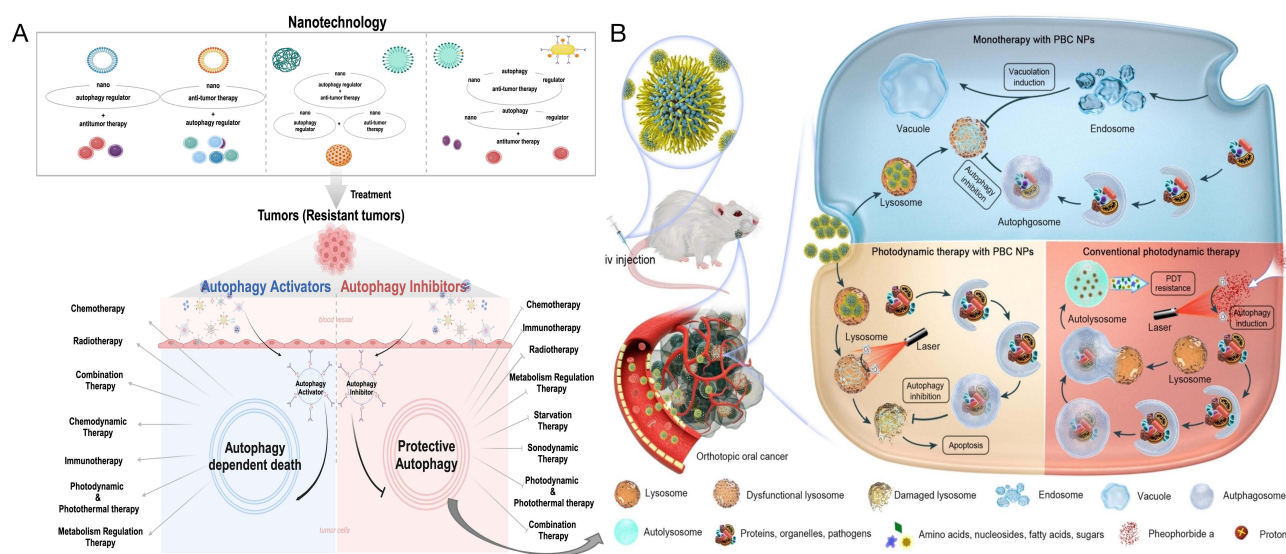 A
Nanotechnology
nano
autophagy regulator
+
antitumor therapy
nano
anti-tumor therapy
+
autophagy regulator
nano
autophagy regulator
+
anti-tumor therapy
nano
autophagy
regulator
+
nano
anti-tumor
therapy
autophagy
nano
regulator
anti-tumor therapy
autophagy
nano
regulator
+
antitumor therapy
Treatment
Tumors (Resistant tumors)
Autophagy Activators
Autophagy Inhibitors
blood vessel
Chemotherapy
Radiotherapy
Combination
Therapy
Chemodynamic
Therapy
Immunotherapy
Photodynamic
&
Photothermal therapy
Metabolism Regulation
Therapy
Autophagy
Activator
Autophagy
Inhibitor
Autophagy
dependent death
Protective
Autophagy
tumor cells
Chemotherapy
Immunotherapy
Radiotherapy
Metabolism Regulation
Therapy
Starvation
Therapy
Sonodynamic
Therapy
Photodynamic
&
Photothermal therapy
Combination
Therapy
B
iv injection
Orthotopic oral cancer
Monotherapy with PBC NPs
Vacuolation
induction
Vacuole
Endosome
Lysosome
Autophagy
inhibition
Autophgosome
Photodynamic therapy with PBC NPs
Lysosome
Laser
Autophagy
inhibition
Apoptosis
Conventional photodynamic therapy
PDT
resistance
Autolysosome
Laser
Autophagy
induction
Lysosome
Lysosome
Dysfunctional lysosome
Damaged lysosome
Endosome
Vacuole
Autphagosome
Autolysosome
Proteins, organelles, pathogens
Amino acids, nucleosides, fatty acids, sugars
Pheophorbide a
Proto